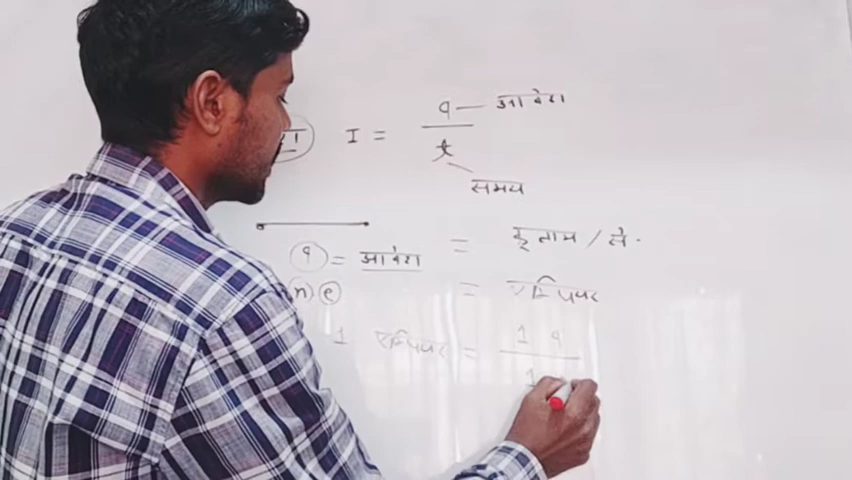 I = q/t — आवेश
समय
q = आवेश = कूलाम / से.
n) e = एम्पियर
1 एम्पियर = 1 q / 1